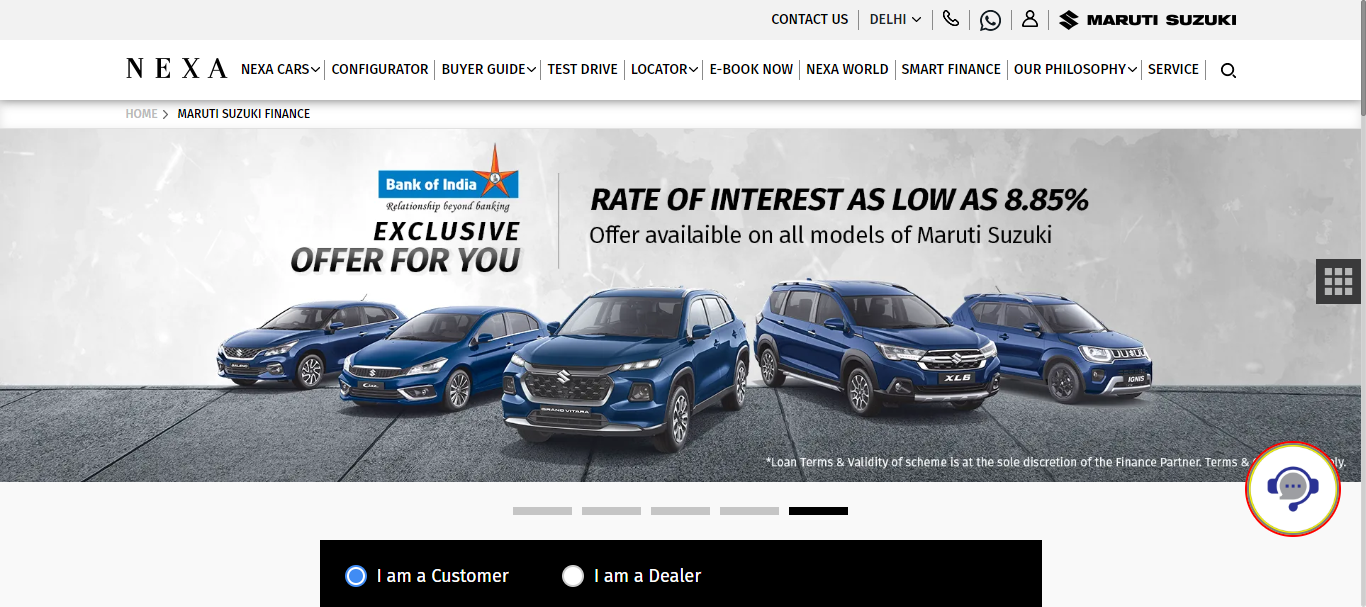 CONTACT US
DELHI
MARUTI SUZUKI
NEXA
NEXA CARS
CONFIGURATOR
BUYER GUIDE
TEST DRIVE
LOCATOR
E-BOOK NOW
NEXA WORLD
SMART FINANCE
OUR PHILOSOPHY
SERVICE
HOME
MARUTI SUZUKI FINANCE
Bank of India
Relationship beyond banking
EXCLUSIVE
OFFER FOR YOU
RATE OF INTEREST AS LOW AS 8.85%
Offer availaible on all models of Maruti Suzuki
BALENO
CIAZ
GRAND VITARA
XL6
IGNIS
*Loan Terms & Validity of scheme is at the sole discretion of the Finance Partner. Terms &
I am a Customer
I am a Dealer